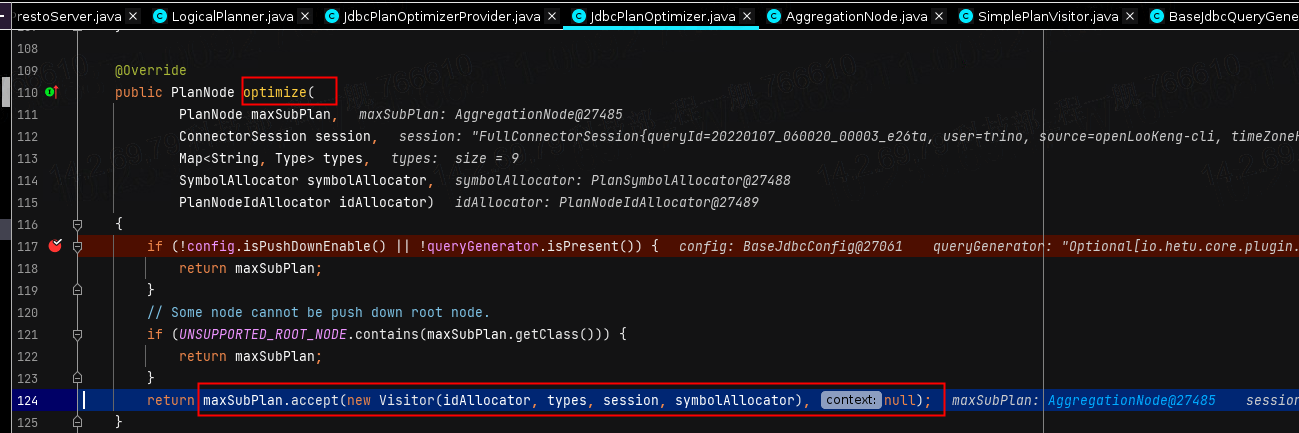 restoServer.java × LogicalPlanner.java × JdbcPlanOptimizerProvider.java × JdbcPlanOptimizer.java × AggregationNode.java × SimplePlanVisitor.java × BaseJdbcQueryGene
108
109 @Override
110 public PlanNode optimize(
111 PlanNode maxSubPlan, maxSubPlan: AggregationNode@27485
112 ConnectorSession session, session: "FullConnectorSession{queryId=20220107_060020_00003_e26ta, user=trino, source=openLooKeng-cli, timeZoneK
113 Map<String, Type> types, types: size = 9
114 SymbolAllocator symbolAllocator, symbolAllocator: PlanSymbolAllocator@27488
115 PlanNodeIdAllocator idAllocator) idAllocator: PlanNodeIdAllocator@27489
116 {
117 if (!config.isPushDownEnable() || !queryGenerator.isPresent()) { config: BaseJdbcConfig@27061 queryGenerator: "Optional[io.hetu.core.plugin.
118 return maxSubPlan;
119 }
120 // Some node cannot be push down root node.
121 if (UNSUPPORTED_ROOT_NODE.contains(maxSubPlan.getClass())) {
122 return maxSubPlan;
123 }
124 return maxSubPlan.accept(new Visitor(idAllocator, types, session, symbolAllocator), context: null); maxSubPlan: AggregationNode@27485 session
125 }